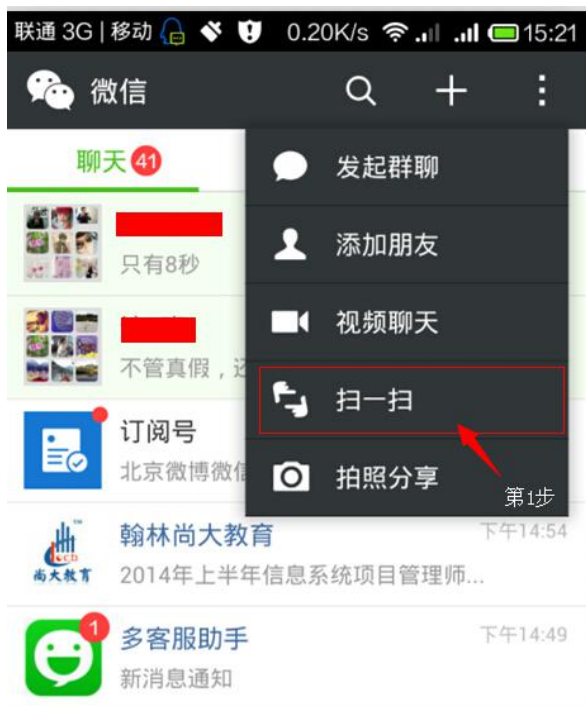 联通 3G | 移动 0.20K/s 15:21
微信
聊天 41
发起群聊
添加朋友
视频聊天
扫一扫
拍照分享
第1步
只有8秒
不管真假，还
订阅号
北京微博微信
翰林尚大教育 下午14:54
尚大教育
2014年上半年信息系统项目管理师...
1
多客服助手 下午14:49
新消息通知